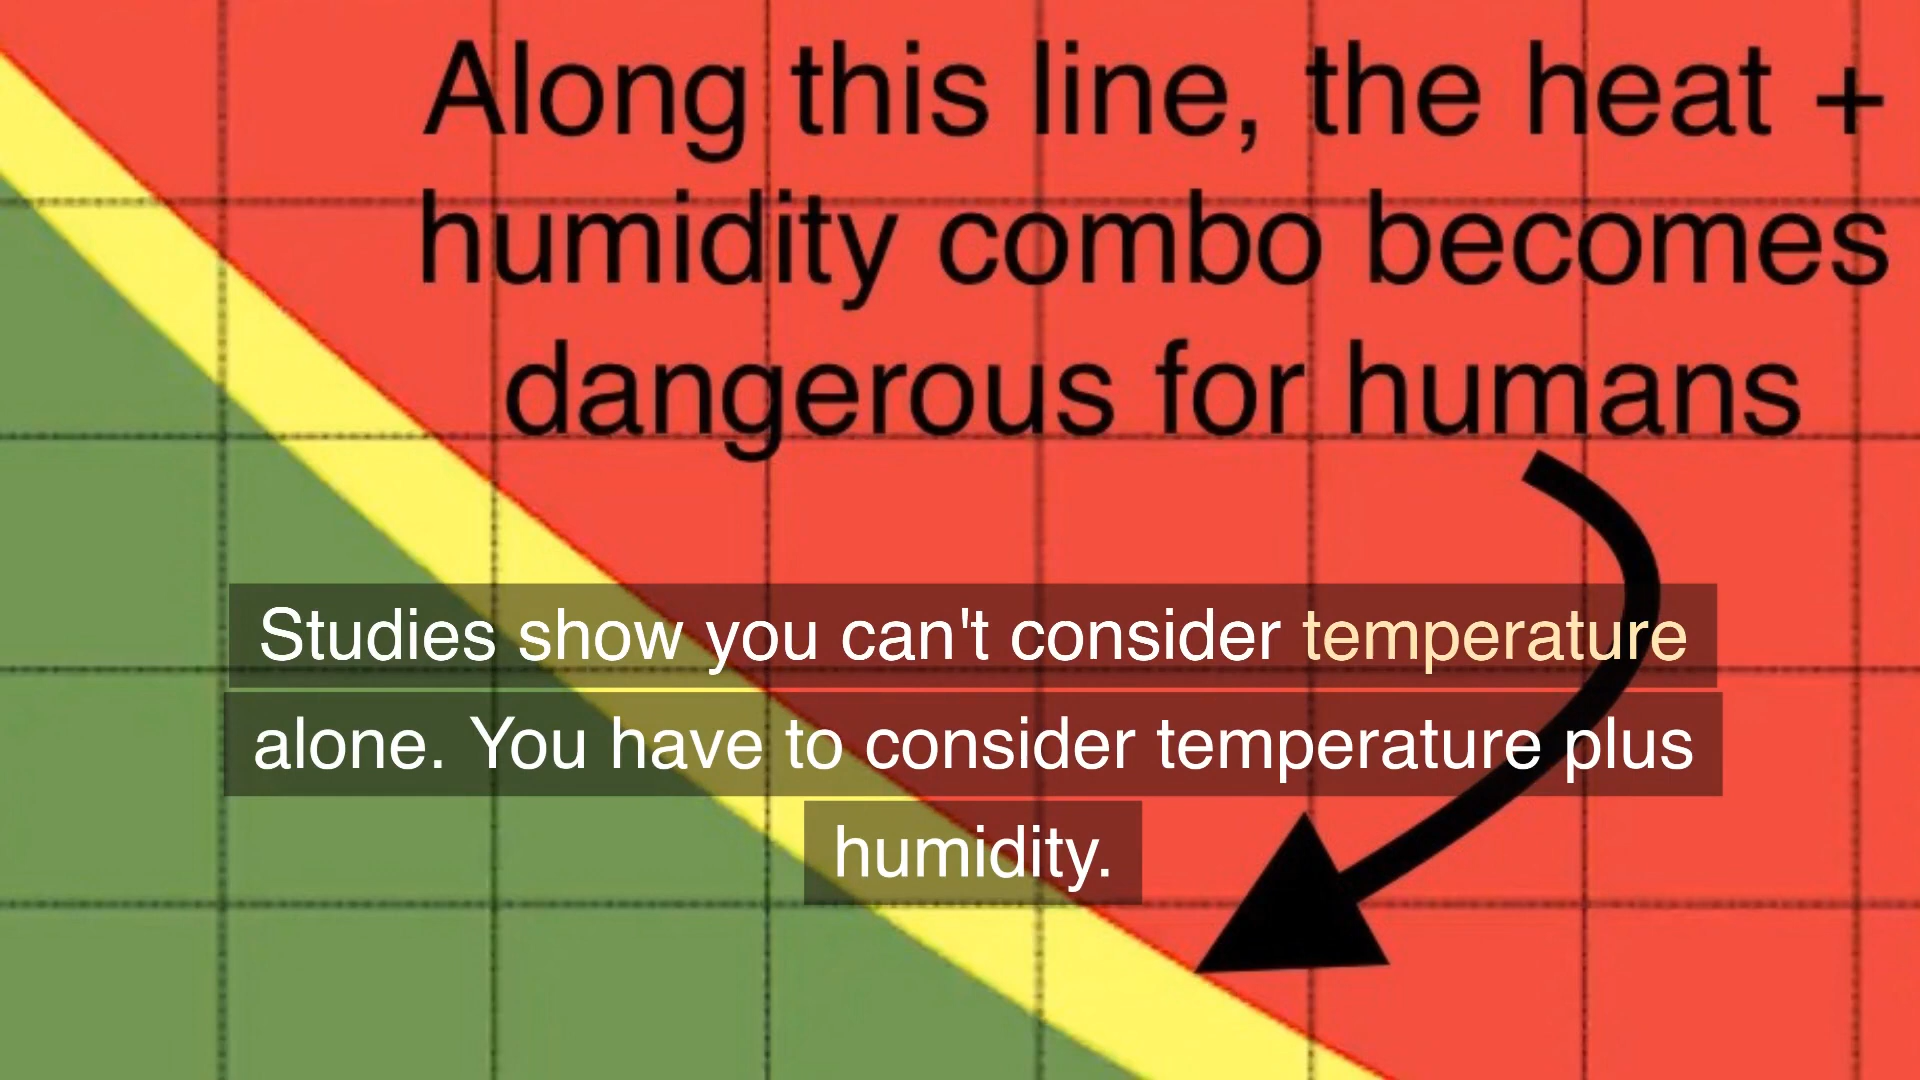 Along this line, the heat +
humidity combo becomes
dangerous for humans
Studies show you can't consider temperature
alone. You have to consider temperature plus
humidity.